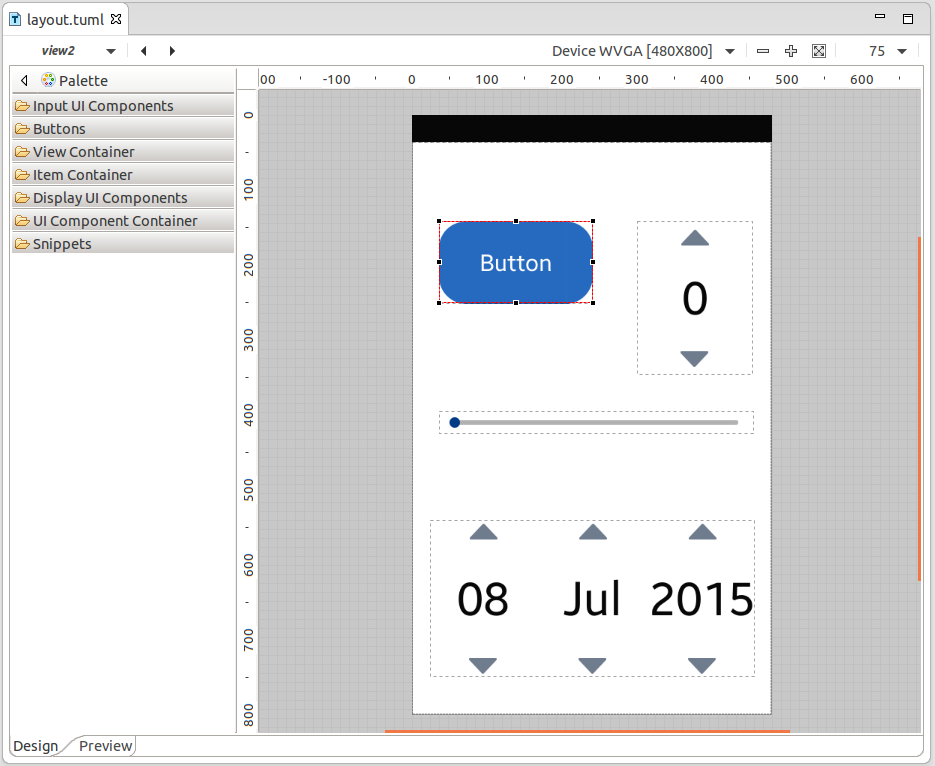 layout.tuml
view2
Device WVGA [480X800]
75
Palette
Input UI Components
Buttons
View Container
Item Container
Display UI Components
UI Component Container
Snippets
00 -100 0 100 200 300 400 500 600
0
100
200
300
400
500
600
700
800
Button
0
08 Jul 2015
Design Preview